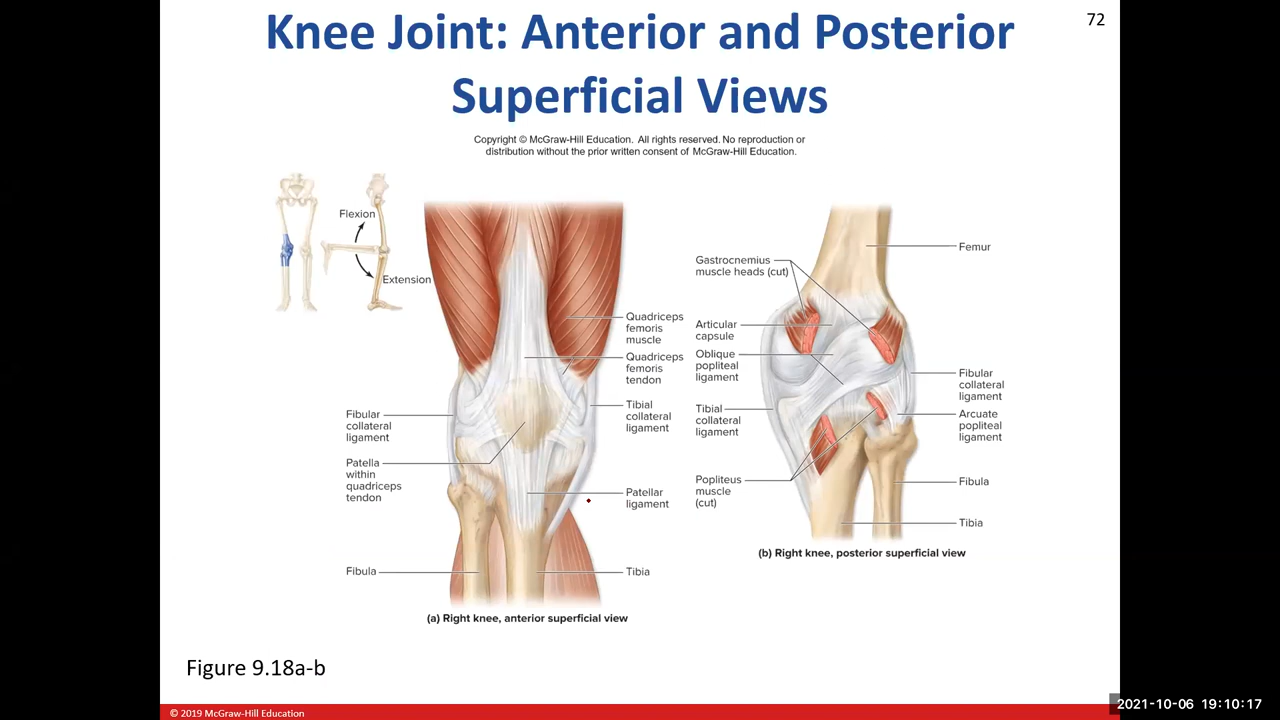 Knee Joint: Anterior and Posterior
Superficial Views
72
Copyright © McGraw-Hill Education. All rights reserved. No reproduction or
distribution without the prior written consent of McGraw-Hill Education.
Flexion
Extension
Quadriceps
femoris
muscle
Quadriceps
femoris
tendon
Fibular
collateral
ligament
Tibial
collateral
ligament
Patella
within
quadriceps
tendon
Patellar
ligament
Fibula
Tibia
(a) Right knee, anterior superficial view
Femur
Gastrocnemius
muscle heads (cut)
Articular
capsule
Oblique
popliteal
ligament
Fibular
collateral
ligament
Tibial
collateral
ligament
Arcuate
popliteal
ligament
Popliteus
muscle
(cut)
Fibula
Tibia
(b) Right knee, posterior superficial view
Figure 9.18a-b
© 2019 McGraw-Hill Education
2021-10-06 19:10:17